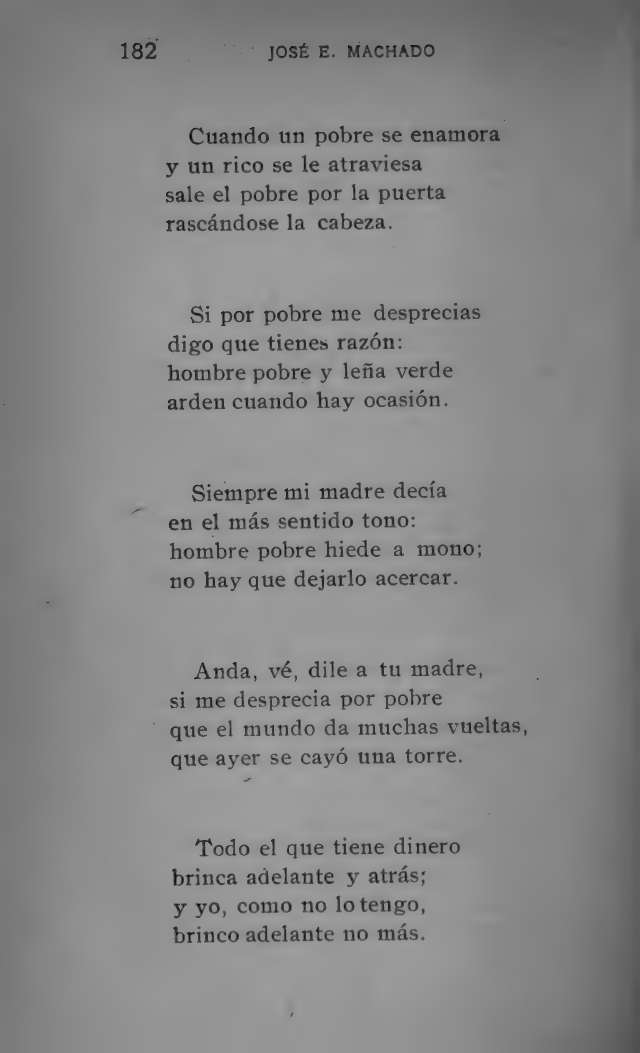 182 JOSÉ E. MACHADO
Cuando un pobre se enamora
y un rico se le atraviesa
sale el pobre por la puerta
rascándose la cabeza.
Si por pobre me desprecias
digo que tienes razón:
hombre pobre y leña verde
arden cuando hay ocasión.
Siempre mi madre decía
en el más sentido tono:
hombre pobre hiede a mono;
no hay que dejarlo acercar.
Anda, vé, dile a tu madre,
si me desprecia por pobre
que el mundo da muchas vueltas,
que ayer se cayó una torre.
Todo el que tiene dinero
brinca adelante y atrás;
y yo, como no lo tengo,
brinco adelante no más.